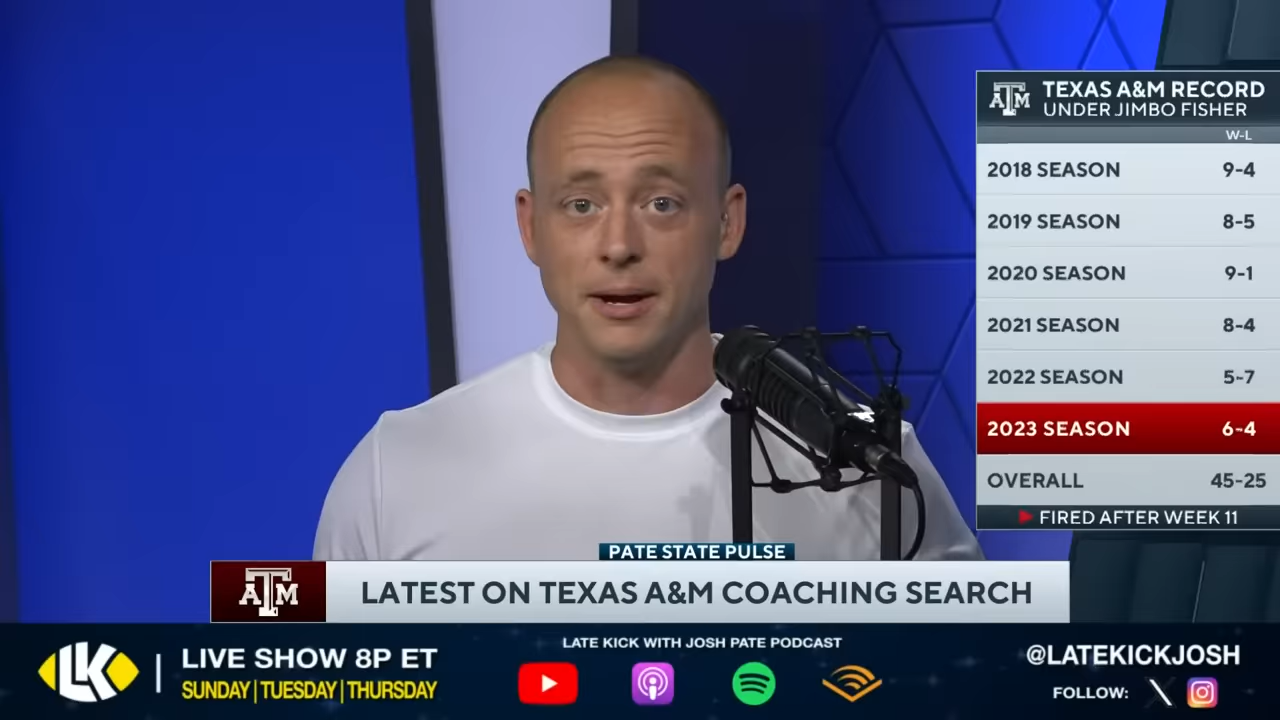 ATM TEXAS A&M RECORD
UNDER JIMBO FISHER
W-L
2018 SEASON 9-4
2019 SEASON 8-5
2020 SEASON 9-1
2021 SEASON 8-4
2022 SEASON 5-7
2023 SEASON 6-4
OVERALL 45-25
FIRED AFTER WEEK 11
PATE STATE PULSE
ATM LATEST ON TEXAS A&M COACHING SEARCH
LK LIVE SHOW 8P ET
SUNDAY | TUESDAY | THURSDAY
LATE KICK WITH JOSH PATE PODCAST
@LATEKICKJOSH
FOLLOW: